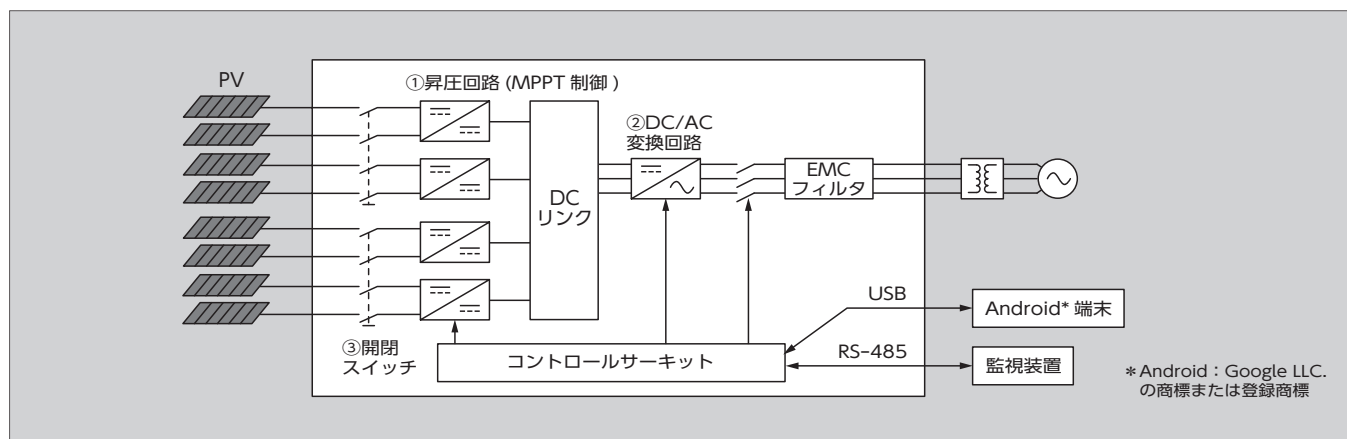 PV
①昇圧回路 (MPPT 制御 )
②DC/AC
変換回路
EMC
フィルタ
DC
リンク
USB
Android* 端末
③開閉
スイッチ
コントロールサーキット
RS-485
監視装置
*Android:Google LLC.
の商標または登録商標